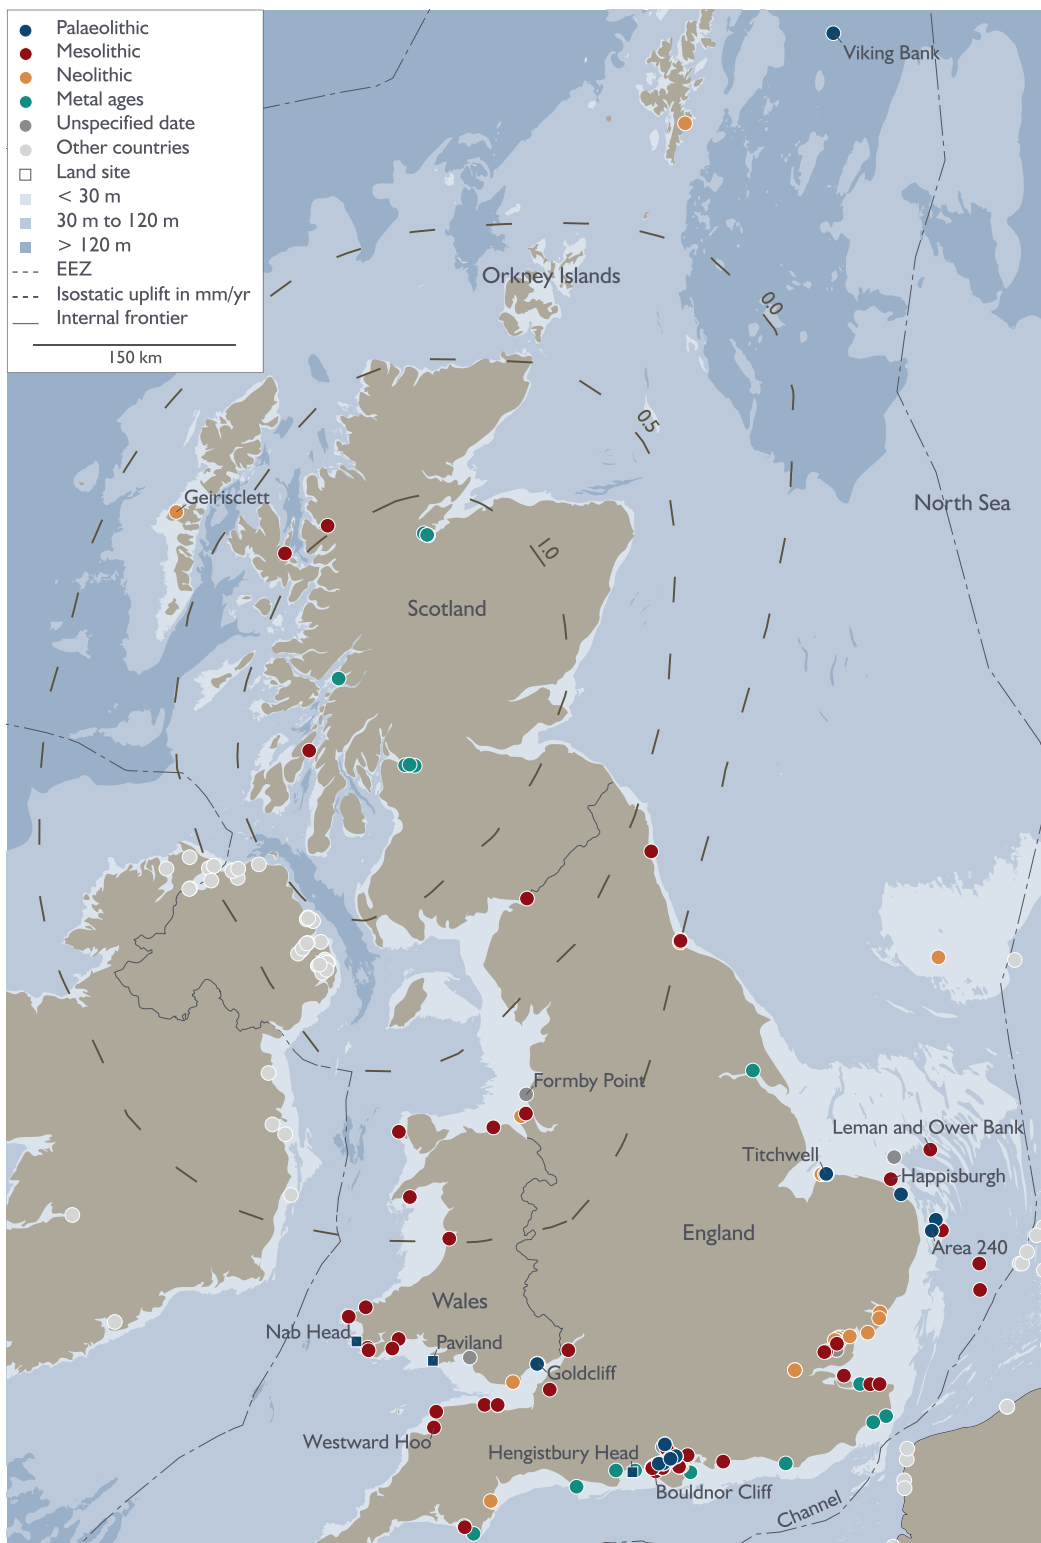 Palaeolithic
Mesolithic
Neolithic
Metal ages
Unspecified date
Other countries
Land site
< 30 m
30 m to 120 m
> 120 m
EEZ
Isostatic uplift in mm/yr
Internal frontier
150 km
Viking Bank
Orkney Islands
0.0
0.5
Geirisclett
North Sea
1.0
Scotland
Formby Point
Leman and Ower Bank
Titchwell
Happisburgh
England
Area 240
Wales
Nab Head
Paviland
Goldcliff
Westward Hoo
Hengistbury Head
Bouldnor Cliff
Channel